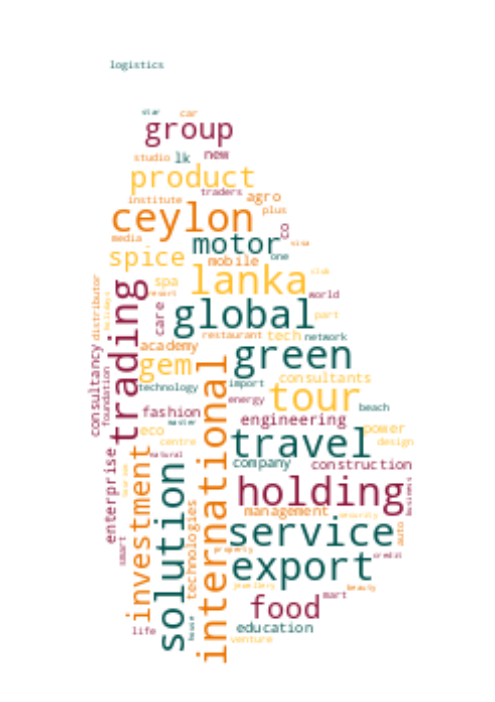 logistics
star car
group
studio lk new
product
traders
institute agro
plus
ceylon
8
media
motor
visa
spice
one
mobile
lanka
club
spa
resort
world
distributor
holidays
trading
care
global
part
restaurant tech network
academy
green
gem
consultants
technology
import
tour
energy
beach
consultancy
foundation
fashion
engineering
master
eco
power
travel
centre
design
natural
company
construction
international
enterprise
investment
solution
holding
business
management
security
technologies
service
auto
smart
property
credit
export
jewellery
beauty
mart
food
house
life
education
venture